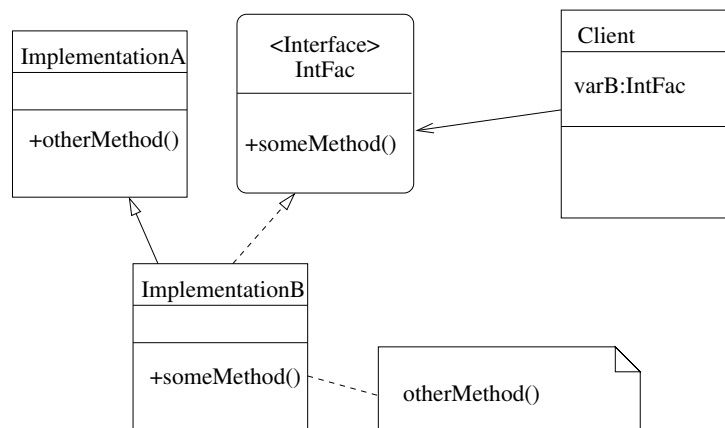 ImplementationA
+otherMethod()
<Interface>
IntFac
+someMethod()
Client
varB:IntFac
ImplementationB
+someMethod()
otherMethod()